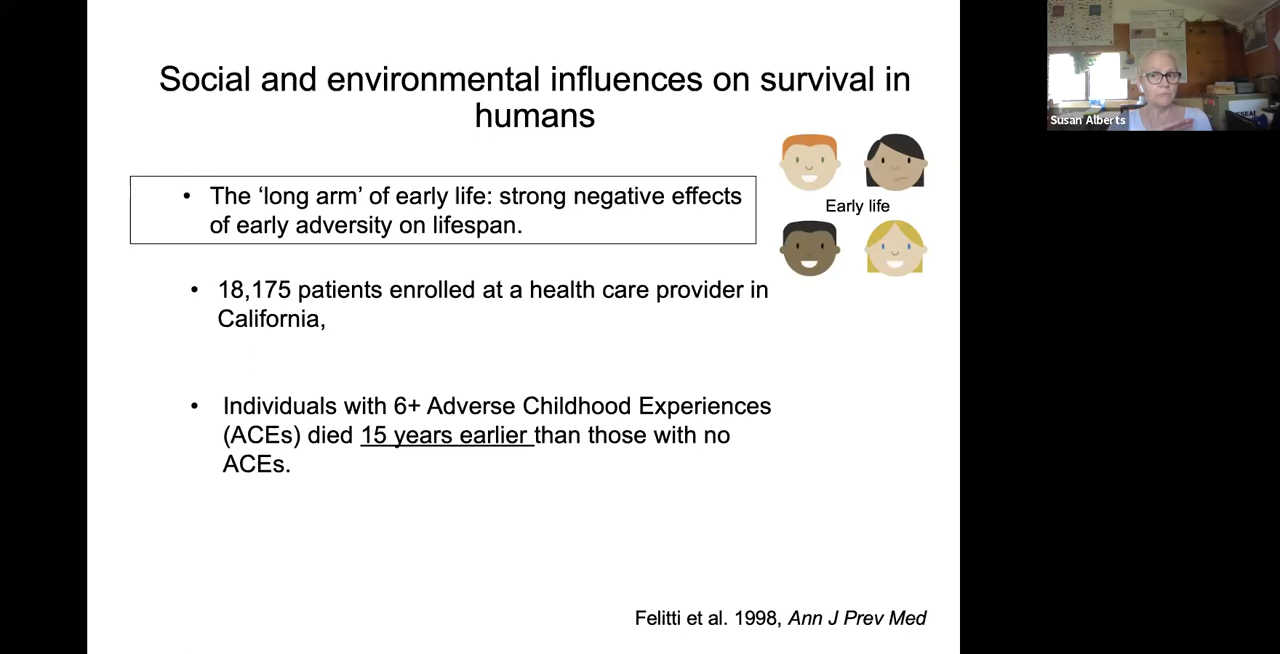 Social and environmental influences on survival in
humans
• The ‘long arm’ of early life: strong negative effects
of early adversity on lifespan.
Early life
• 18,175 patients enrolled at a health care provider in
California,
• Individuals with 6+ Adverse Childhood Experiences
(ACEs) died 15 years earlier than those with no
ACEs.
Felitti et al. 1998, Ann J Prev Med
Susan Alberts